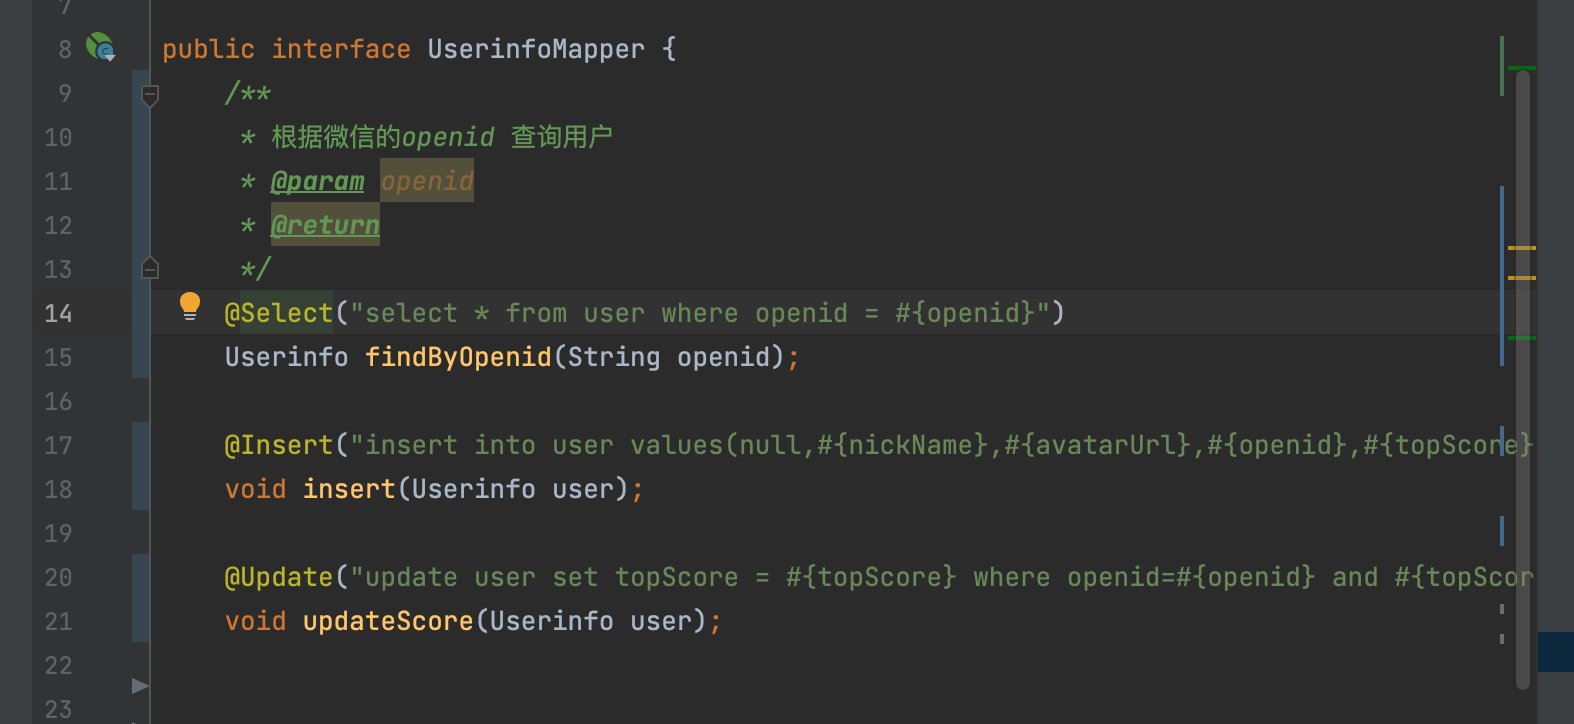 7
8 public interface UserinfoMapper {
9 /**
10 * 根据微信的openid 查询用户
11 * @param openid
12 * @return
13 */
14 @Select("select * from user where openid = #{openid}")
15 Userinfo findByOpenid(String openid);
16
17 @Insert("insert into user values(null,#{nickName},#{avatarUrl},#{openid},#{topScore}
18 void insert(Userinfo user);
19
20 @Update("update user set topScore = #{topScore} where openid=#{openid} and #{topScor
21 void updateScore(Userinfo user);
22
23